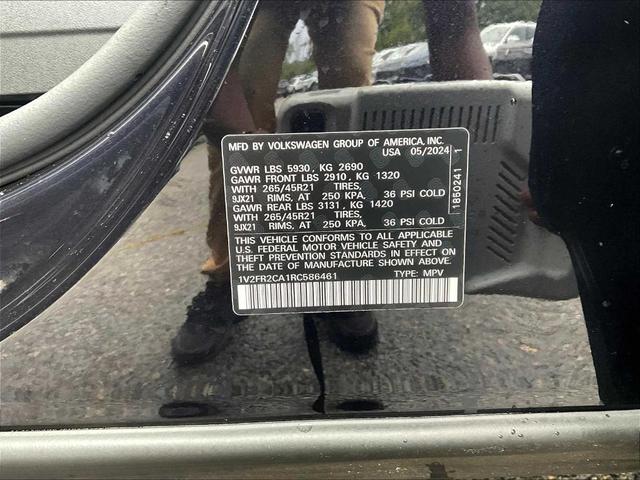 MFD BY VOLKSWAGEN GROUP OF AMERICA, INC.
USA 05/2024
GVWR LBS 5930, KG 2690
GAWR FRONT LBS 2910, KG 1320
WITH 265/45R21 TIRES,
9JX21 RIMS, AT 250 KPA, 36 PSI COLD
GAWR REAR LBS 3131, KG 1420
WITH 265/45R21 TIRES,
9JX21 RIMS, AT 250 KPA, 36 PSI COLD
THIS VEHICLE CONFORMS TO ALL APPLICABLE
U.S. FEDERAL MOTOR VEHICLE SAFETY AND
THEFT PREVENTION STANDARDS IN EFFECT ON
THE DATE OF MANUFACTURE SHOWN ABOVE.
1V2FR2CA1RC586461 TYPE: MPV
1850241 1